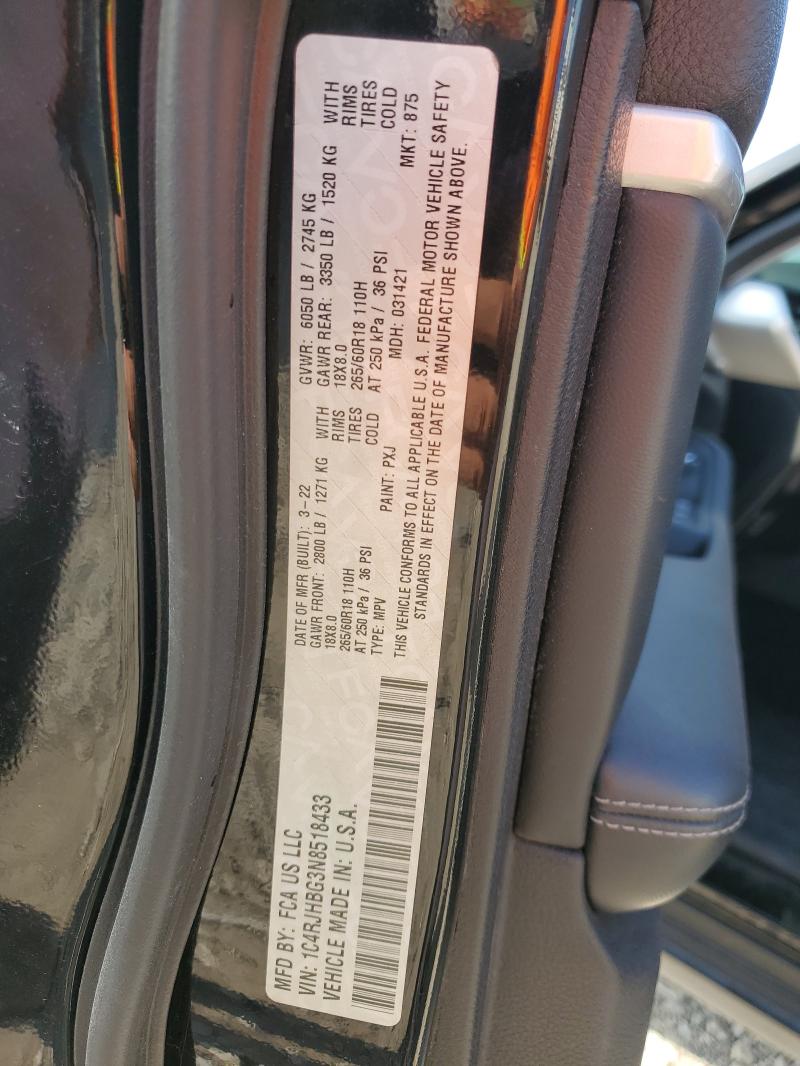 MFD BY: FCA US LLC
VIN: 1C4RJHBG3N8518433
VEHICLE MADE IN: U.S.A.
DATE OF MFR (BUILT): 3-22
GAWR FRONT: 2800 LB / 1271 KG WITH
18X8.0 RIMS
265/60R18 110H TIRES
AT 250 kPa / 36 PSI COLD
TYPE: MPV PAINT: PXJ
GVWR: 6050 LB / 2745 KG
GAWR REAR: 3350 LB / 1520 KG WITH
18X8.0 RIMS
265/60R18 110H TIRES
AT 250 kPa / 36 PSI COLD
MDH: 031421 MKT: 875
THIS VEHICLE CONFORMS TO ALL APPLICABLE U.S.A. FEDERAL MOTOR VEHICLE SAFETY
STANDARDS IN EFFECT ON THE DATE OF MANUFACTURE SHOWN ABOVE.